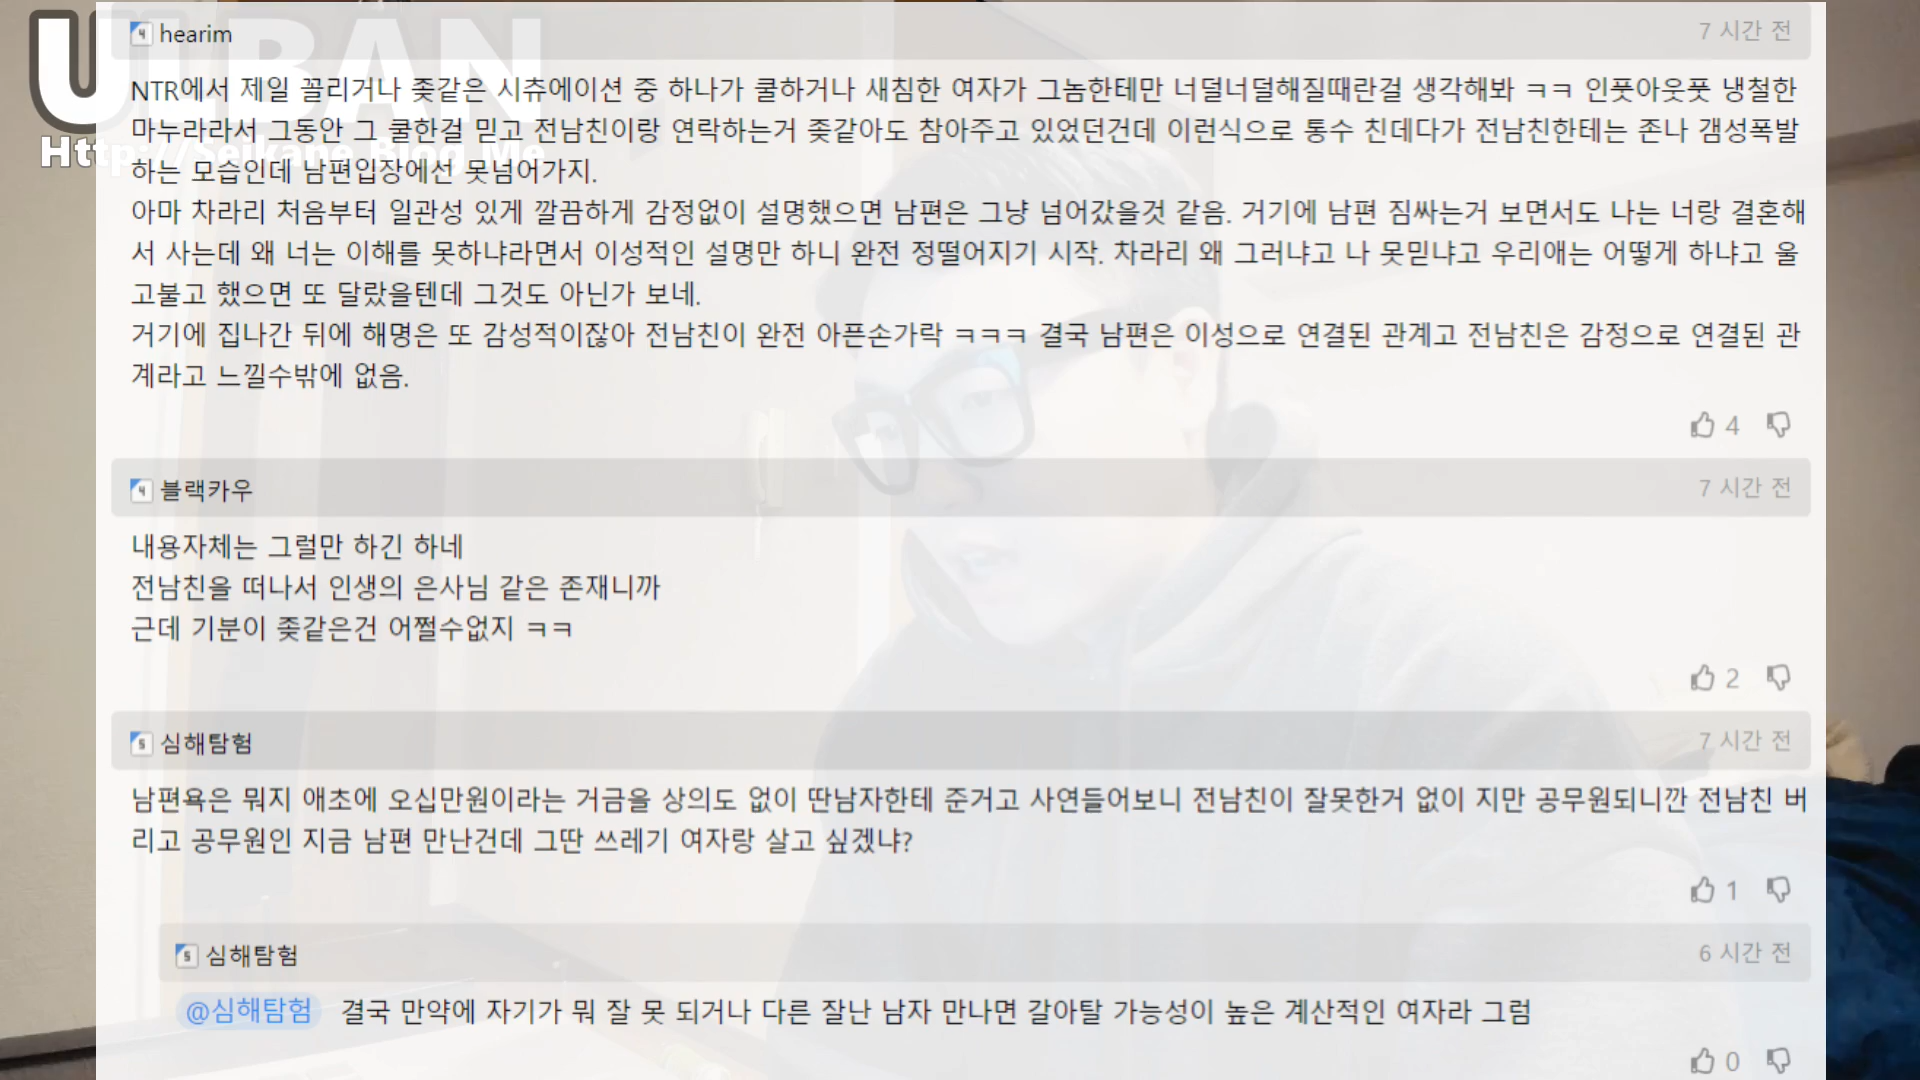 ULBAN
Http://Seikane.Blog.Me
4 hearim 7 시간 전
NTR에서 제일 꼴리거나 좆같은 시츄에이션 중 하나가 쿨하거나 새침한 여자가 그놈한테만 너덜너덜해질때란걸 생각해봐 ㅋㅋ 인풋아웃풋 냉철한
마누라라서 그동안 그 쿨한걸 믿고 전남친이랑 연락하는거 좆같아도 참아주고 있었던건데 이런식으로 통수 친데다가 전남친한테는 존나 갬성폭발
하는 모습인데 남편입장에선 못넘어가지.
아마 차라리 처음부터 일관성 있게 깔끔하게 감정없이 설명했으면 남편은 그냥 넘어갔을것 같음. 거기에 남편 짐싸는거 보면서도 나는 너랑 결혼해
서 사는데 왜 너는 이해를 못하냐라면서 이성적인 설명만 하니 완전 정떨어지기 시작. 차라리 왜 그러냐고 나 못믿냐고 우리애는 어떻게 하냐고 울
고불고 했으면 또 달랐을텐데 그것도 아닌가 보네.
거기에 집나간 뒤에 해명은 또 감성적이잖아 전남친이 완전 아픈손가락 ㅋㅋㅋ 결국 남편은 이성으로 연결된 관계고 전남친은 감정으로 연결된 관
계라고 느낄수밖에 없음.
4
4 블랙카우 7 시간 전
내용자체는 그럴만 하긴 하네
전남친을 떠나서 인생의 은사님 같은 존재니까
근데 기분이 좆같은건 어쩔수없지 ㅋㅋ
2
5 심해탐험 7 시간 전
남편욕은 뭐지 애초에 오십만원이라는 거금을 상의도 없이 딴남자한테 준거고 사연들어보니 전남친이 잘못한거 없이 지만 공무원되니깐 전남친 버
리고 공무원인 지금 남편 만난건데 그딴 쓰레기 여자랑 살고 싶겠냐?
1
5 심해탐험 6 시간 전
@심해탐험 결국 만약에 자기가 뭐 잘 못 되거나 다른 잘난 남자 만나면 갈아탈 가능성이 높은 계산적인 여자라 그럼
0